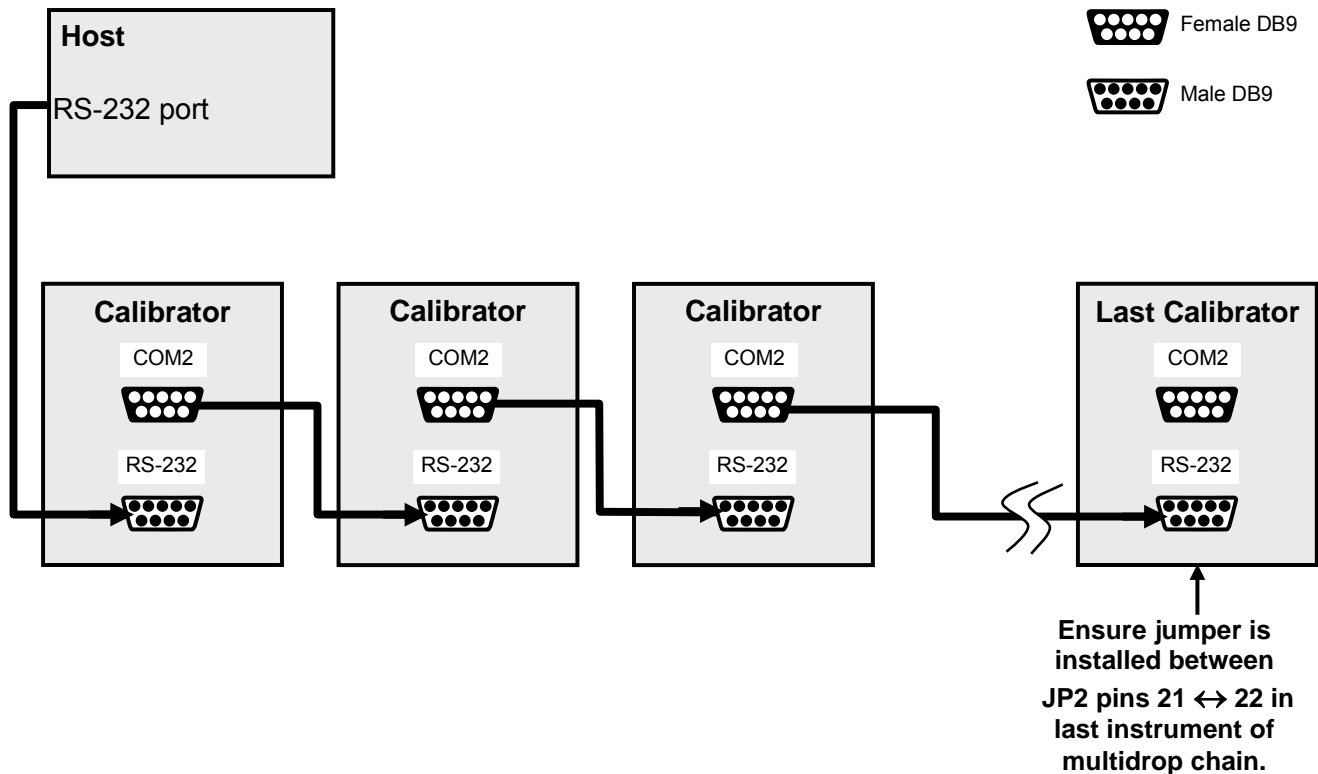 Host
RS-232 port
Female DB9
Male DB9
Calibrator
COM2
RS-232
Calibrator
COM2
RS-232
Calibrator
COM2
RS-232
Last Calibrator
COM2
RS-232
Ensure jumper is
installed between
JP2 pins 21 ↔ 22 in
last instrument of
multidrop chain.